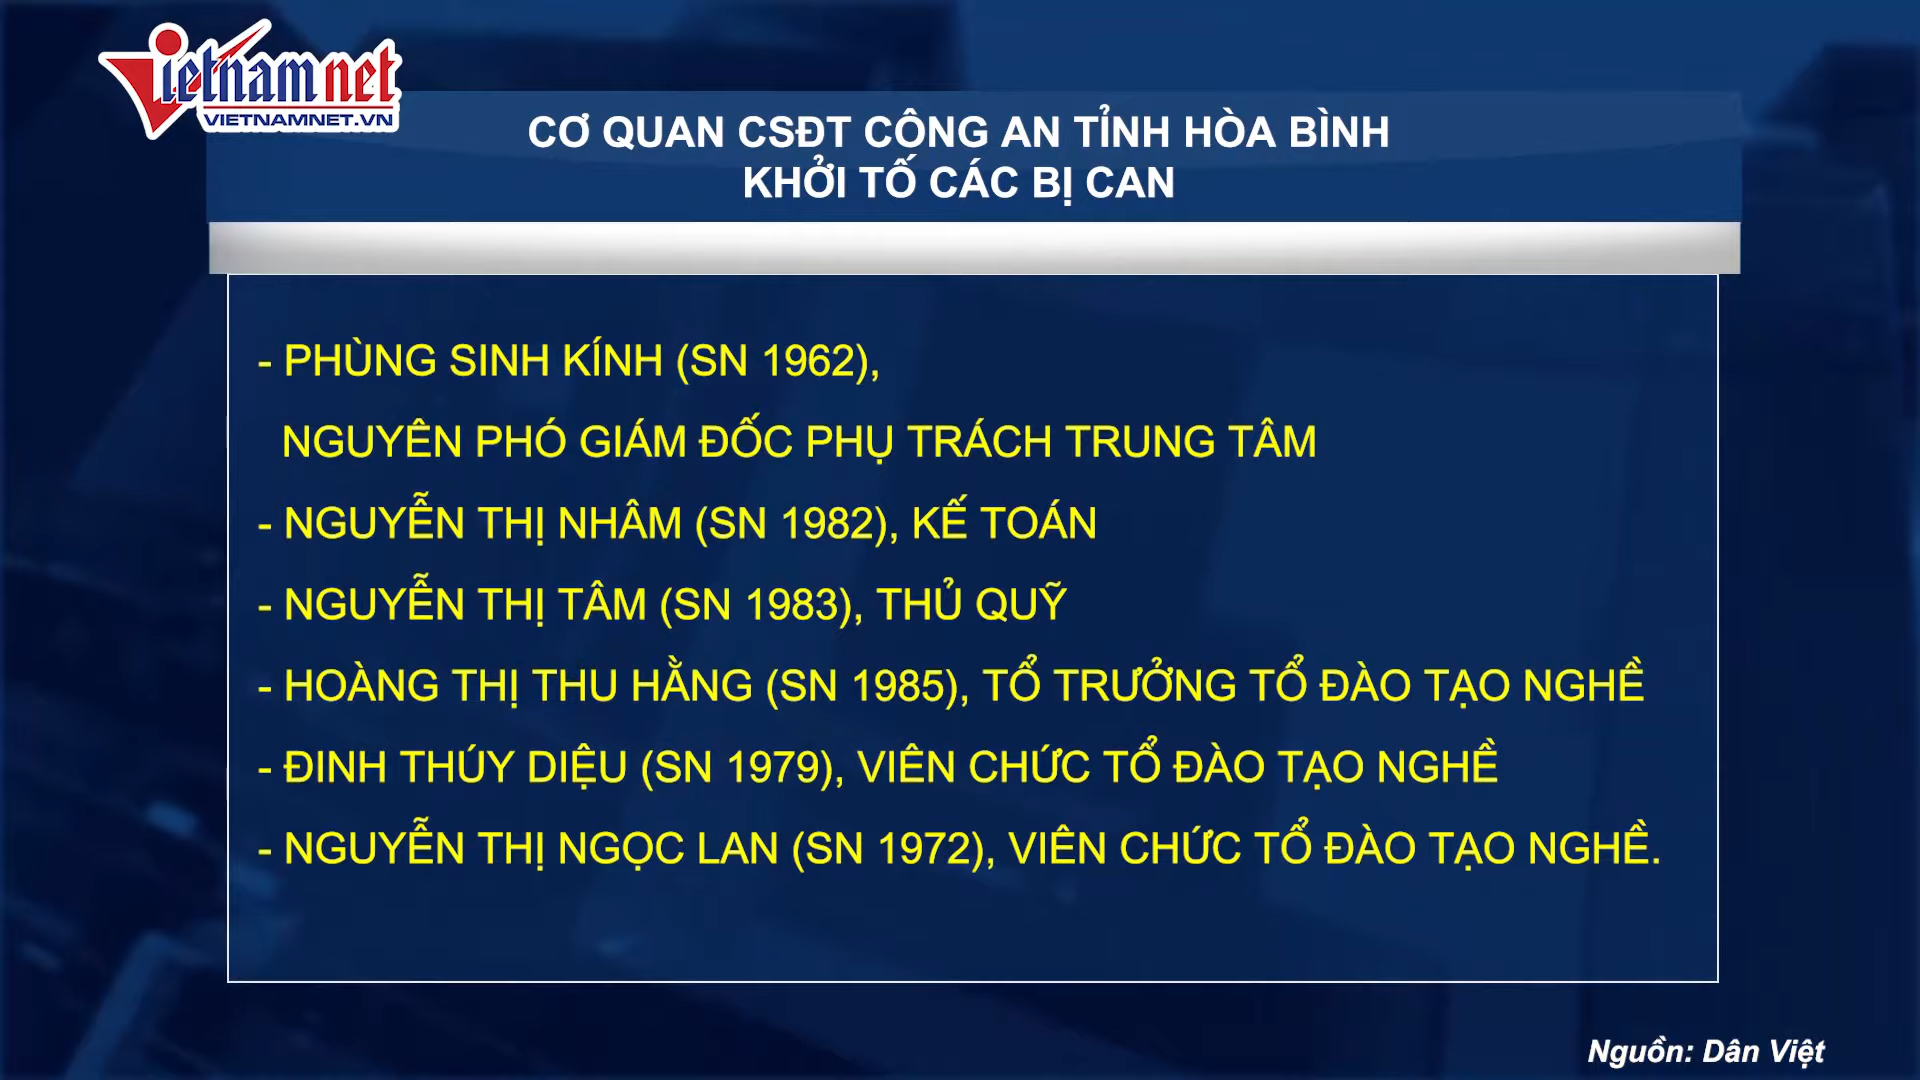 vietnamnet
VIETNAMNET.VN
CƠ QUAN CSĐT CÔNG AN TỈNH HÒA BÌNH
KHỞI TỐ CÁC BỊ CAN
- PHÙNG SINH KÍNH (SN 1962),
NGUYÊN PHÓ GIÁM ĐỐC PHỤ TRÁCH TRUNG TÂM
- NGUYỄN THỊ NHÂM (SN 1982), KẾ TOÁN
- NGUYỄN THỊ TÂM (SN 1983), THỦ QUỸ
- HOÀNG THỊ THU HẰNG (SN 1985), TỔ TRƯỞNG TỔ ĐÀO TẠO NGHỀ
- ĐINH THÚY DIỆU (SN 1979), VIÊN CHỨC TỔ ĐÀO TẠO NGHỀ
- NGUYỄN THỊ NGỌC LAN (SN 1972), VIÊN CHỨC TỔ ĐÀO TẠO NGHỀ.
Nguồn: Dân Việt